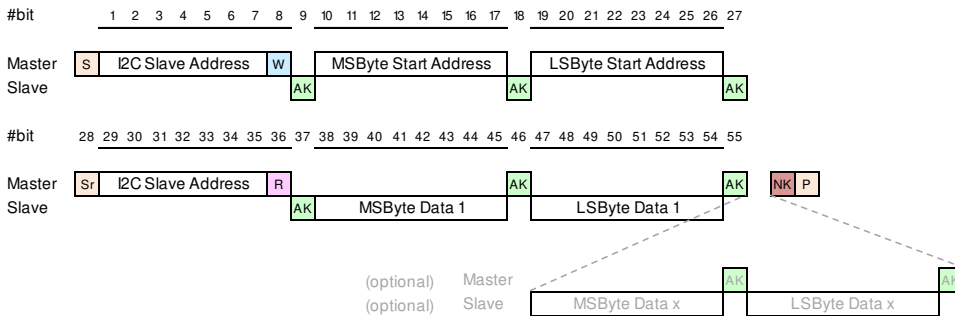 #bit 1 2 3 4 5 6 7 8 9 10 11 12 13 14 15 16 17 18 19 20 21 22 23 24 25 26 27
Master S I2C Slave Address W MSByte Start Address LSByte Start Address
Slave AK AK AK
#bit 28 29 30 31 32 33 34 35 36 37 38 39 40 41 42 43 44 45 46 47 48 49 50 51 52 53 54 55
Master Sr I2C Slave Address R AK AK NK P
Slave AK MSByte Data 1 LSByte Data 1
(optional) Master AK AK
(optional) Slave MSByte Data x LSByte Data x